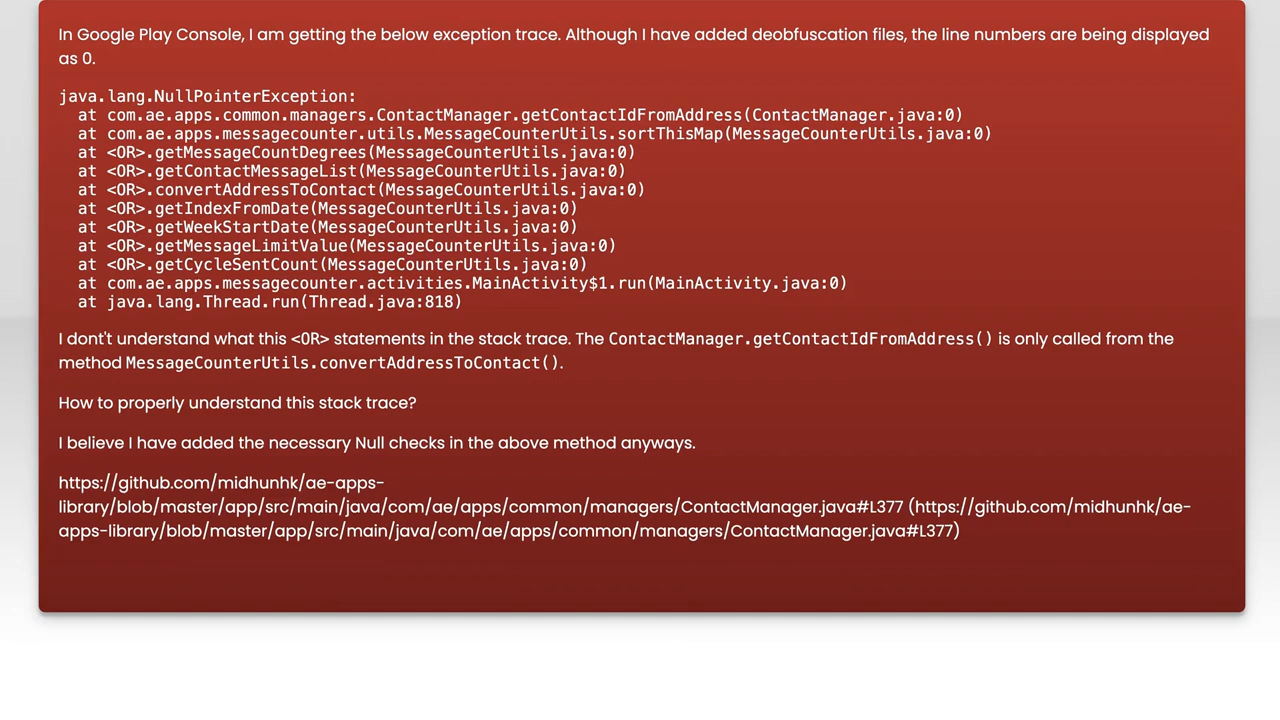 In Google Play Console, I am getting the below exception trace. Although I have added deobfuscation files, the line numbers are being displayed
as 0.
java.lang.NullPointerException:
at com.ae.apps.common.managers.ContactManager.getContactIdFromAddress(ContactManager.java:0)
at com.ae.apps.messagecounter.utils.MessageCounterUtils.sortThisMap(MessageCounterUtils.java:0)
at <OR>.getMessageCountDegrees(MessageCounterUtils.java:0)
at <OR>.getContactMessageList(MessageCounterUtils.java:0)
at <OR>.convertAddressToContact(MessageCounterUtils.java:0)
at <OR>.getIndexFromDate(MessageCounterUtils.java:0)
at <OR>.getWeekStartDate(MessageCounterUtils.java:0)
at <OR>.getMessageLimitValue(MessageCounterUtils.java:0)
at <OR>.getCycleSentCount(MessageCounterUtils.java:0)
at com.ae.apps.messagecounter.activities.MainActivity$1.run(MainActivity.java:0)
at java.lang.Thread.run(Thread.java:818)
I dont't understand what this <OR> statements in the stack trace. The ContactManager.getContactIdFromAddress() is only called from the
method MessageCounterUtils.convertAddressToContact().
How to properly understand this stack trace?
I believe I have added the necessary Null checks in the above method anyways.
https://github.com/midhunhk/ae-apps-
library/blob/master/app/src/main/java/com/ae/apps/common/managers/ContactManager.java#L377 (https://github.com/midhunhk/ae-
apps-library/blob/master/app/src/main/java/com/ae/apps/common/managers/ContactManager.java#L377)